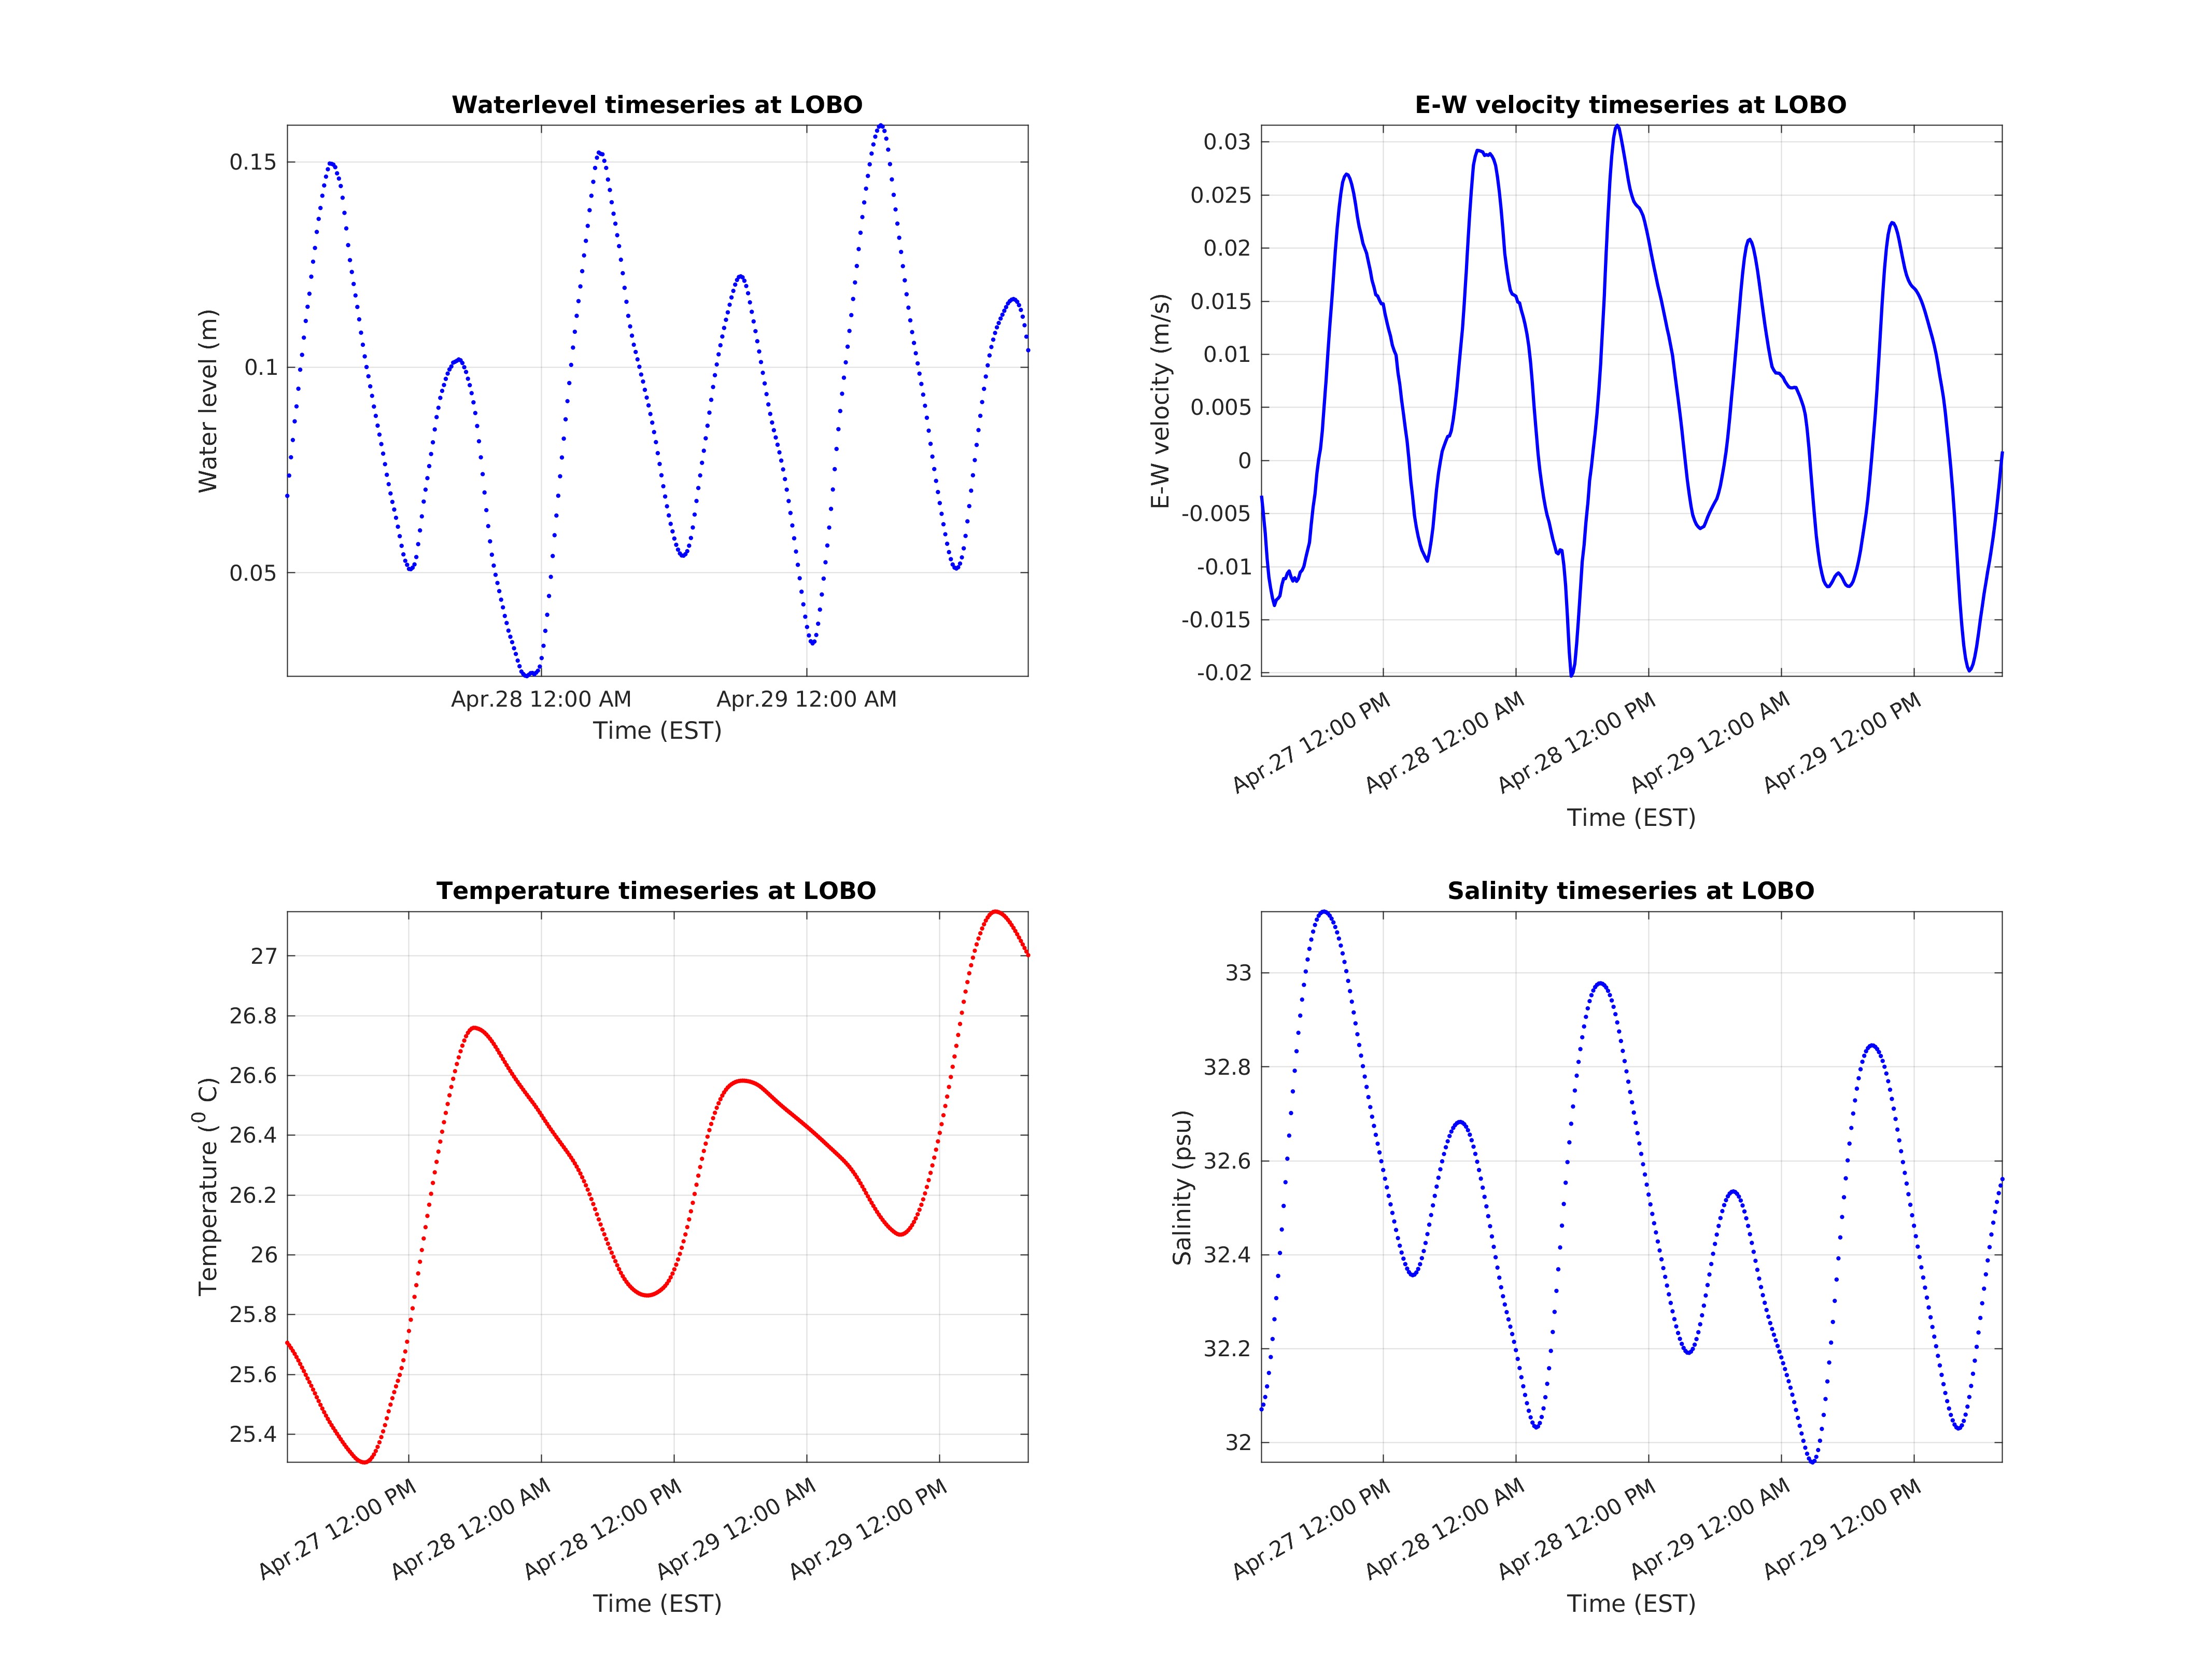 Waterlevel timeseries at LOBO
0.15
0.1
0.05
Water level (m)
Apr.28 12:00 AM
Apr.29 12:00 AM
Time (EST)
E-W velocity timeseries at LOBO
0.03
0.025
0.02
0.015
0.01
0.005
0
-0.005
-0.01
-0.015
-0.02
E-W velocity (m/s)
Apr.27 12:00 PM
Apr.28 12:00 AM
Apr.28 12:00 PM
Apr.29 12:00 AM
Apr.29 12:00 PM
Time (EST)
Temperature timeseries at LOBO
27
26.8
26.6
26.4
26.2
26
25.8
25.6
25.4
Temperature (⁰ C)
Apr.27 12:00 PM
Apr.28 12:00 AM
Apr.28 12:00 PM
Apr.29 12:00 AM
Apr.29 12:00 PM
Time (EST)
Salinity timeseries at LOBO
33
32.8
32.6
32.4
32.2
32
Salinity (psu)
Apr.27 12:00 PM
Apr.28 12:00 AM
Apr.28 12:00 PM
Apr.29 12:00 AM
Apr.29 12:00 PM
Time (EST)